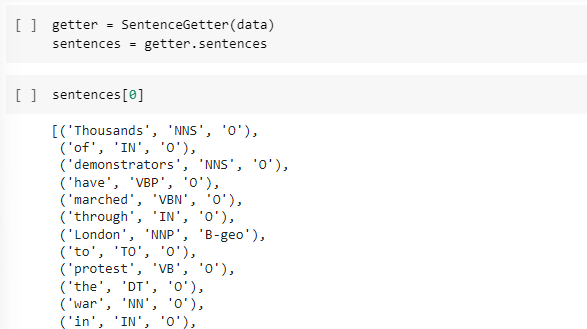 [ ] getter = SentenceGetter(data)
sentences = getter.sentences
[ ] sentences[0]
[('Thousands', 'NNS', 'O'),
('of', 'IN', 'O'),
('demonstrators', 'NNS', 'O'),
('have', 'VBP', 'O'),
('marched', 'VBN', 'O'),
('through', 'IN', 'O'),
('London', 'NNP', 'B-geo'),
('to', 'TO', 'O'),
('protest', 'VB', 'O'),
('the', 'DT', 'O'),
('war', 'NN', 'O'),
('in', 'IN', 'O'),